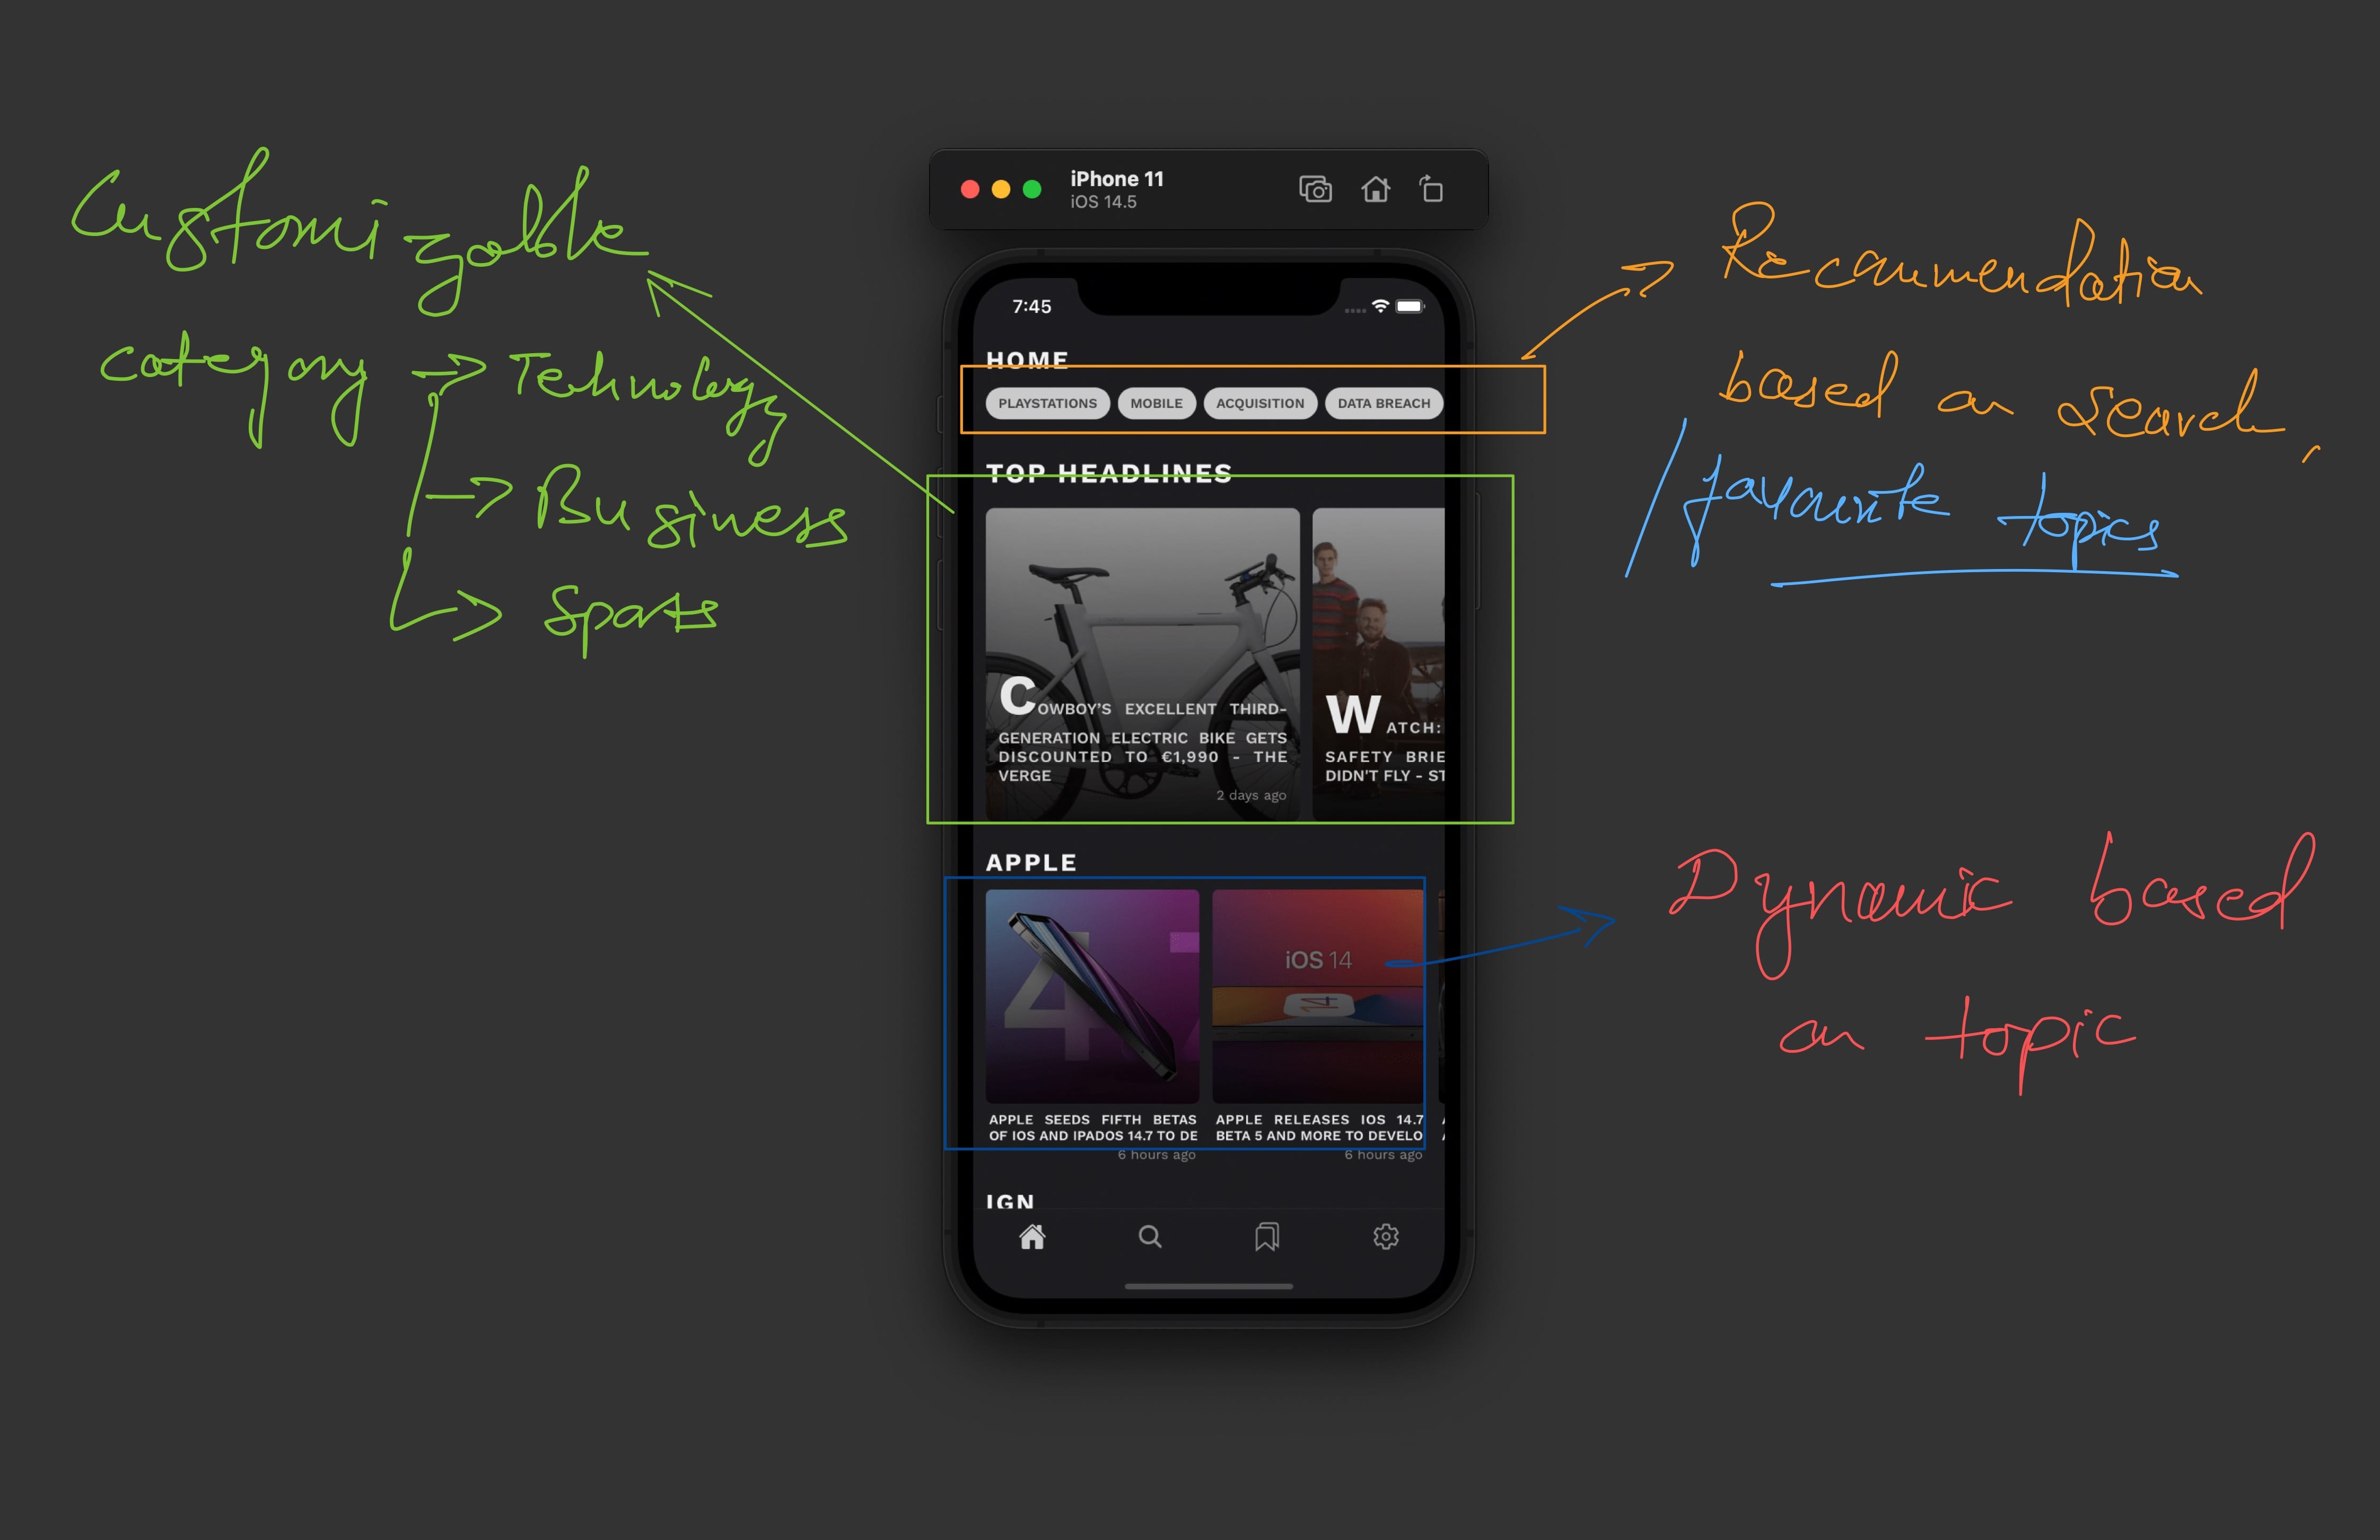 Customizable
category → Technology
→ Business
→ Sports
iPhone 11
iOS 14.5
7:45
HOME
PLAYSTATIONS MOBILE ACQUISITION DATA BREACH
TOP HEADLINES
COWBOY'S EXCELLENT THIRD-
GENERATION ELECTRIC BIKE GETS
DISCOUNTED TO €1,990 - THE
VERGE
2 days ago
WATCH:
SAFETY BRIE
DIDN'T FLY - ST
APPLE
4
iOS 14
14
APPLE SEEDS FIFTH BETAS
OF IOS AND IPADOS 14.7 TO DE
6 hours ago
APPLE RELEASES IOS 14.7
BETA 5 AND MORE TO DEVELO
6 hours ago
IGN
→ Recommendation
based on search,
/ favourite topics
Dynamic based
on topic